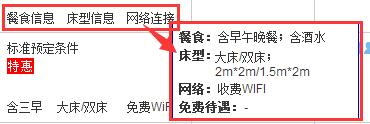 餐食信息 床型信息 网络连接
标准预定条件
特惠
含三早 大床/双床 免费WiF
餐食：含早午晚餐；含酒水
床型：大床/双床；
2m*2m/1.5m*2m
网络：收费WIFI
免费待遇：-